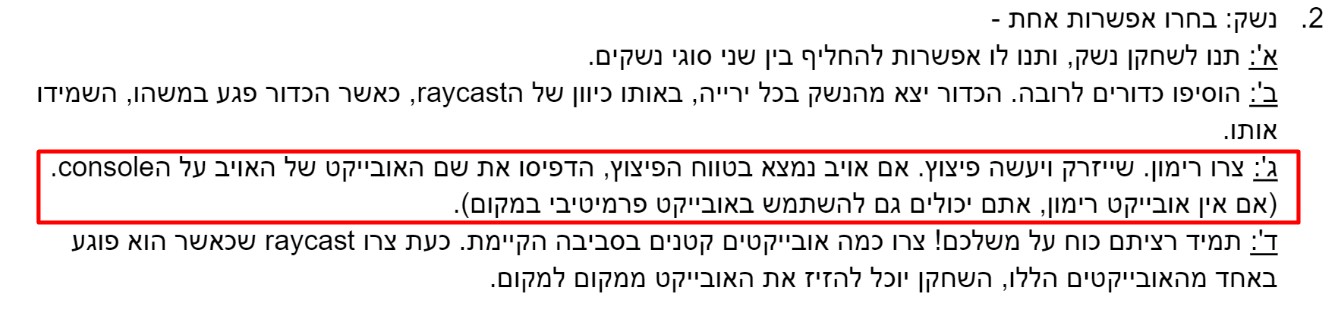 2. נשק: בחרו אפשרות אחת -
א': תנו לשחקן נשק, ותנו לו אפשרות להחליף בין שני סוגי נשקים.
ב': הוסיפו כדורים לרובה. הכדור יצא מהנשק בכל ירייה, באותו כיוון של הraycast, כאשר הכדור פגע במשהו, השמידו
אותו.
ג': צרו רימון. שייזרק ויעשה פיצוץ. אם אויב נמצא בטווח הפיצוץ, הדפיסו את שם האובייקט של האויב על הconsole.
(אם אין אובייקט רימון, אתם יכולים גם להשתמש באובייקט פרמיטיבי במקום).
ד': תמיד רציתם כוח על משלכם! צרו כמה אובייקטים קטנים בסביבה הקיימת. כעת צרו raycast שכאשר הוא פוגע
באחד מהאובייקטים הללו, השחקן יוכל להזיז את האובייקט ממקום למקום.